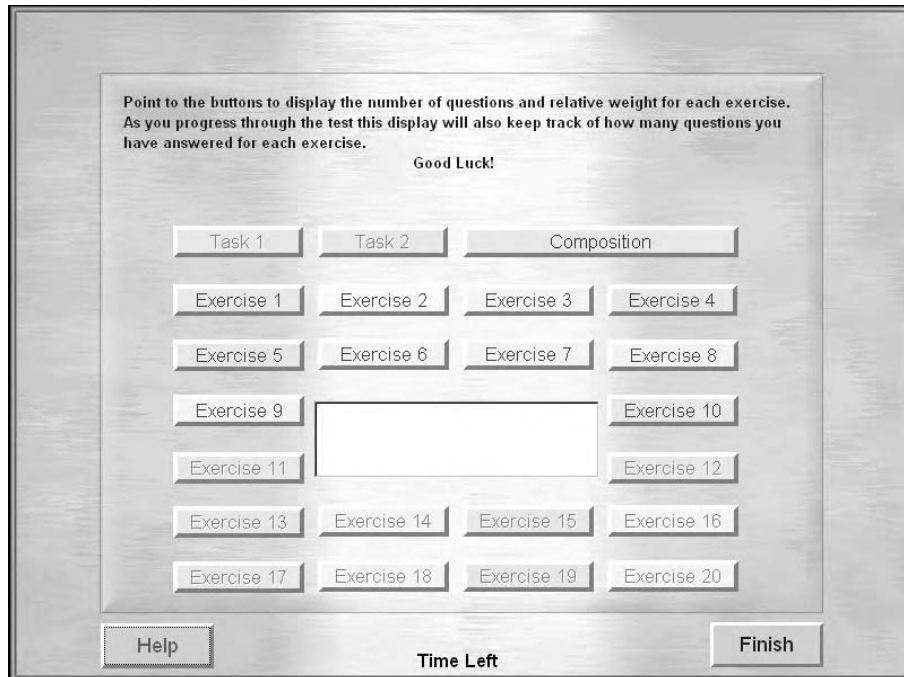 Point to the buttons to display the number of questions and relative weight for each exercise.
As you progress through the test this display will also keep track of how many questions you
have answered for each exercise.
Good Luck!
Task 1 Task 2 Composition
Exercise 1 Exercise 2 Exercise 3 Exercise 4
Exercise 5 Exercise 6 Exercise 7 Exercise 8
Exercise 9 Exercise 10
Exercise 11 Exercise 12
Exercise 13 Exercise 14 Exercise 15 Exercise 16
Exercise 17 Exercise 18 Exercise 19 Exercise 20
Help Time Left Finish